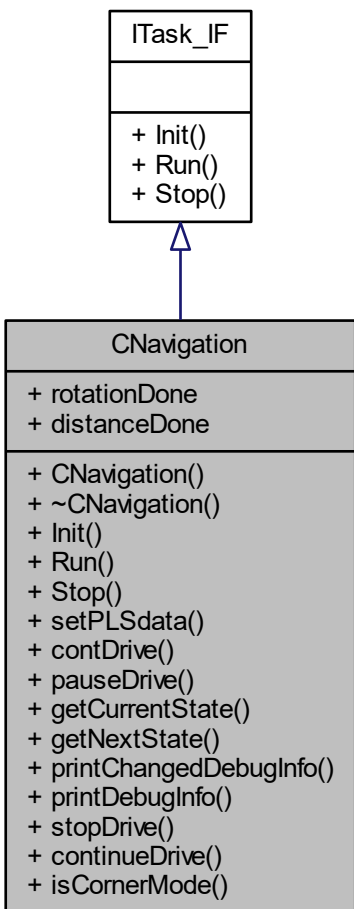 ITask_IF
+ Init()
+ Run()
+ Stop()
CNavigation
+ rotationDone
+ distanceDone
+ CNavigation()
+ ~CNavigation()
+ Init()
+ Run()
+ Stop()
+ setPLSdata()
+ contDrive()
+ pauseDrive()
+ getCurrentState()
+ getNextState()
+ printChangedDebugInfo()
+ printDebugInfo()
+ stopDrive()
+ continueDrive()
+ isCornerMode()